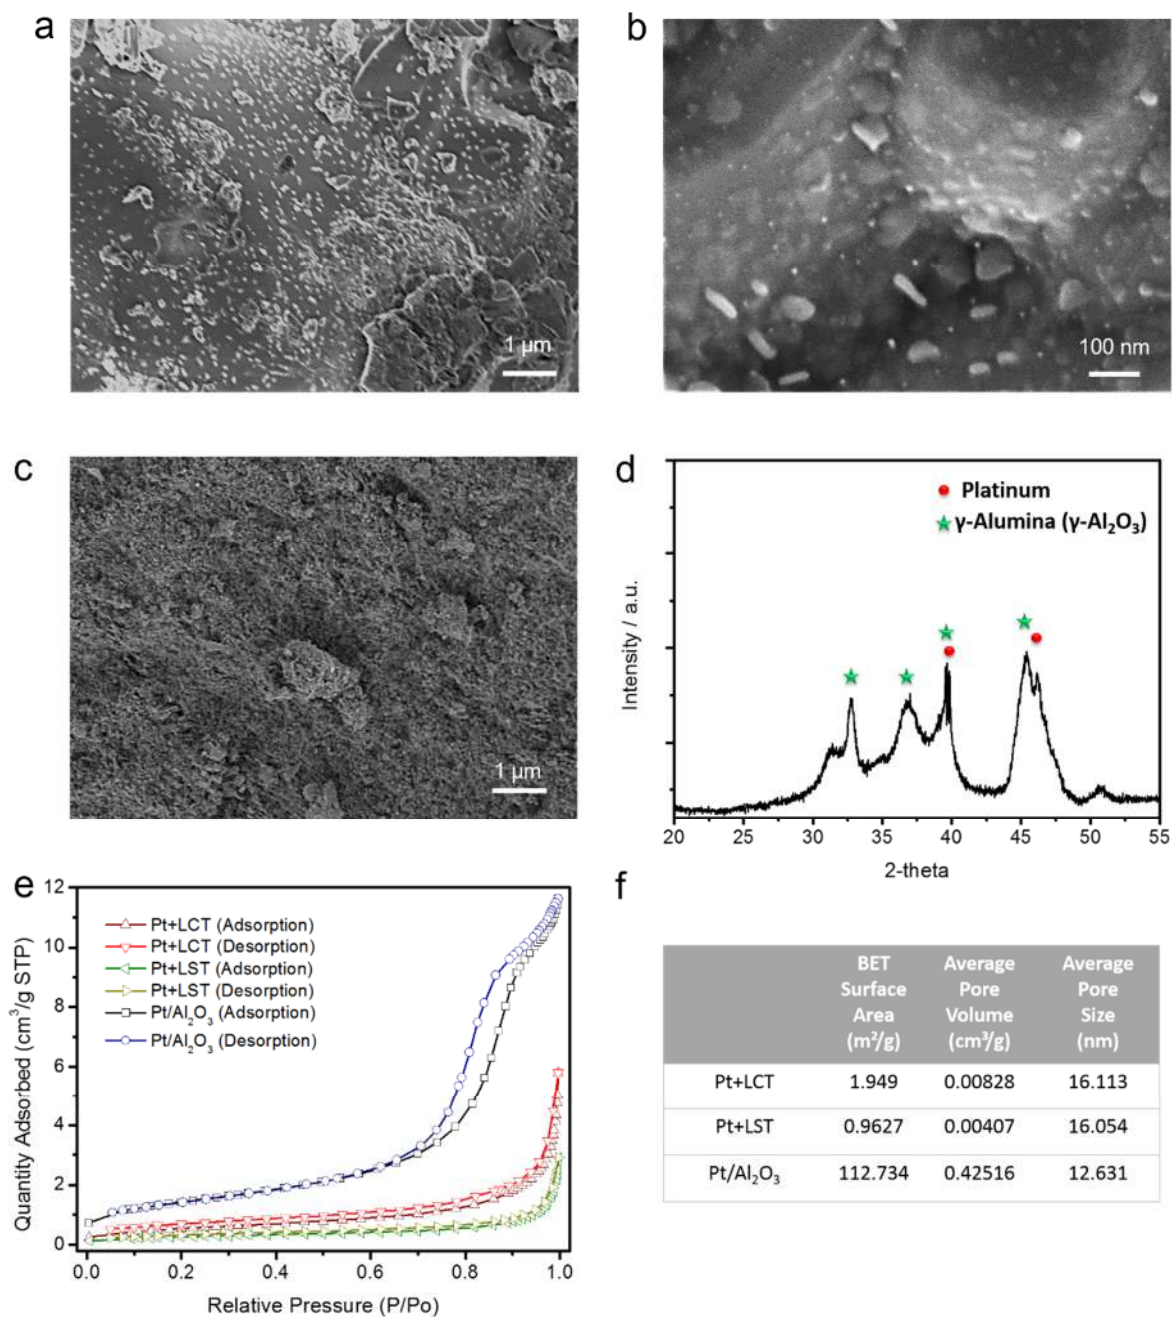 a
b
1 μm
100 nm
c
d
1 μm
Platinum
γ-Alumina (γ-Al₂O₃)
Intensity / a.u.
20 25 30 35 40 45 50 55
2-theta
e
f
12
10
8
6
4
2
0
Quantity Adsorbed (cm³/g STP)
Pt+LCT (Adsorption)
Pt+LCT (Desorption)
Pt+LST (Adsorption)
Pt+LST (Desorption)
Pt/Al₂O₃ (Adsorption)
Pt/Al₂O₃ (Desorption)
0.0 0.2 0.4 0.6 0.8 1.0
Relative Pressure (P/Po)
BET Surface Area (m²/g) Average Pore Volume (cm³/g) Average Pore Size (nm)
Pt+LCT 1.949 0.00828 16.113
Pt+LST 0.9627 0.00407 16.054
Pt/Al₂O₃ 112.734 0.42516 12.631